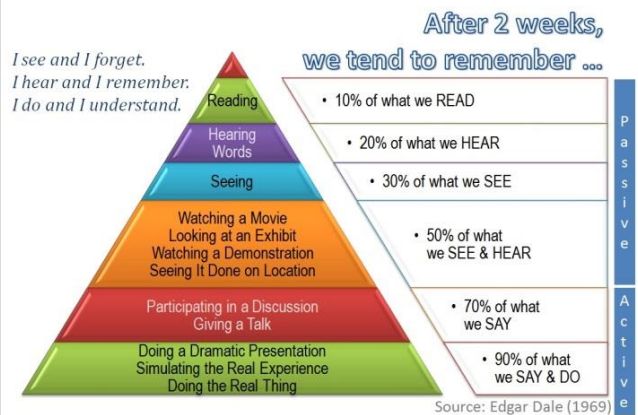 After 2 weeks,
we tend to remember ...
I see and I forget.
I hear and I remember.
I do and I understand.
Reading
• 10% of what we READ
Hearing
Words
• 20% of what we HEAR
Seeing
• 30% of what we SEE
Watching a Movie
Looking at an Exhibit
Watching a Demonstration
Seeing It Done on Location
• 50% of what
we SEE & HEAR
Participating in a Discussion
Giving a Talk
• 70% of what
we SAY
Doing a Dramatic Presentation
Simulating the Real Experience
Doing the Real Thing
• 90% of what
we SAY & DO
Passive
Active
Source: Edgar Dale (1969)